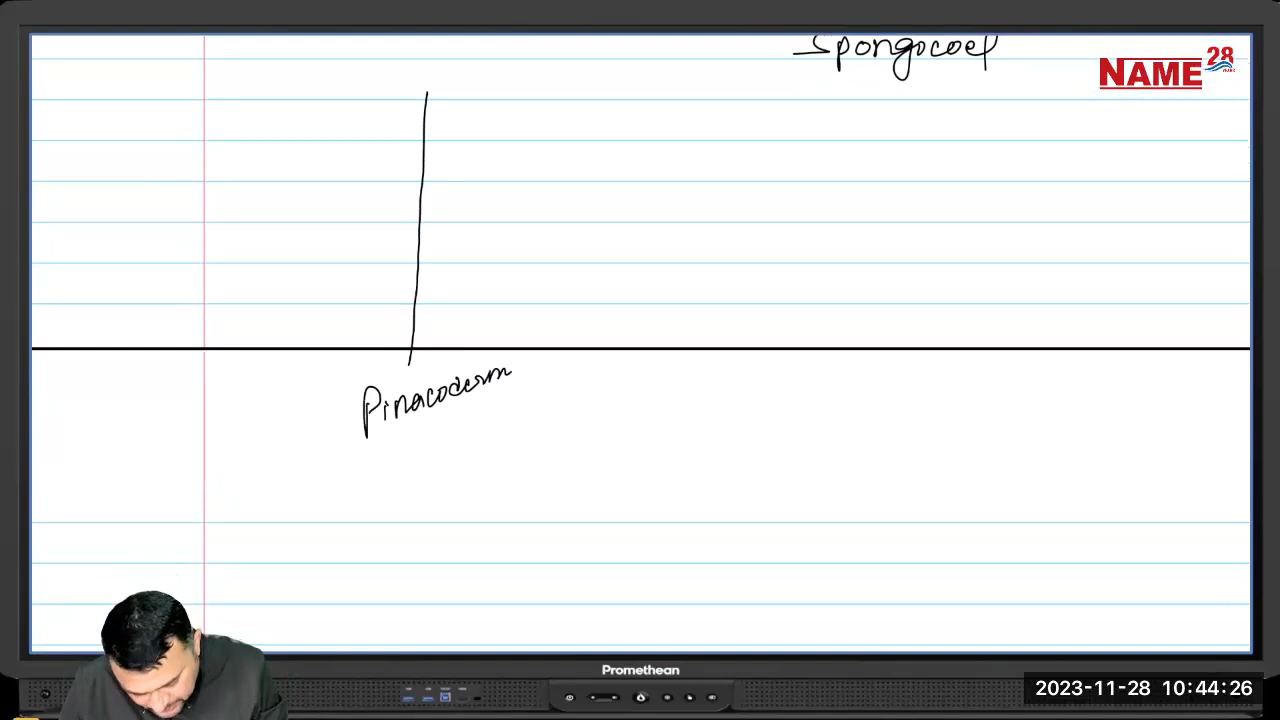 Spongocoel
NAME 28
Pinacoderm
Promethean
2023-11-28 10:44:26